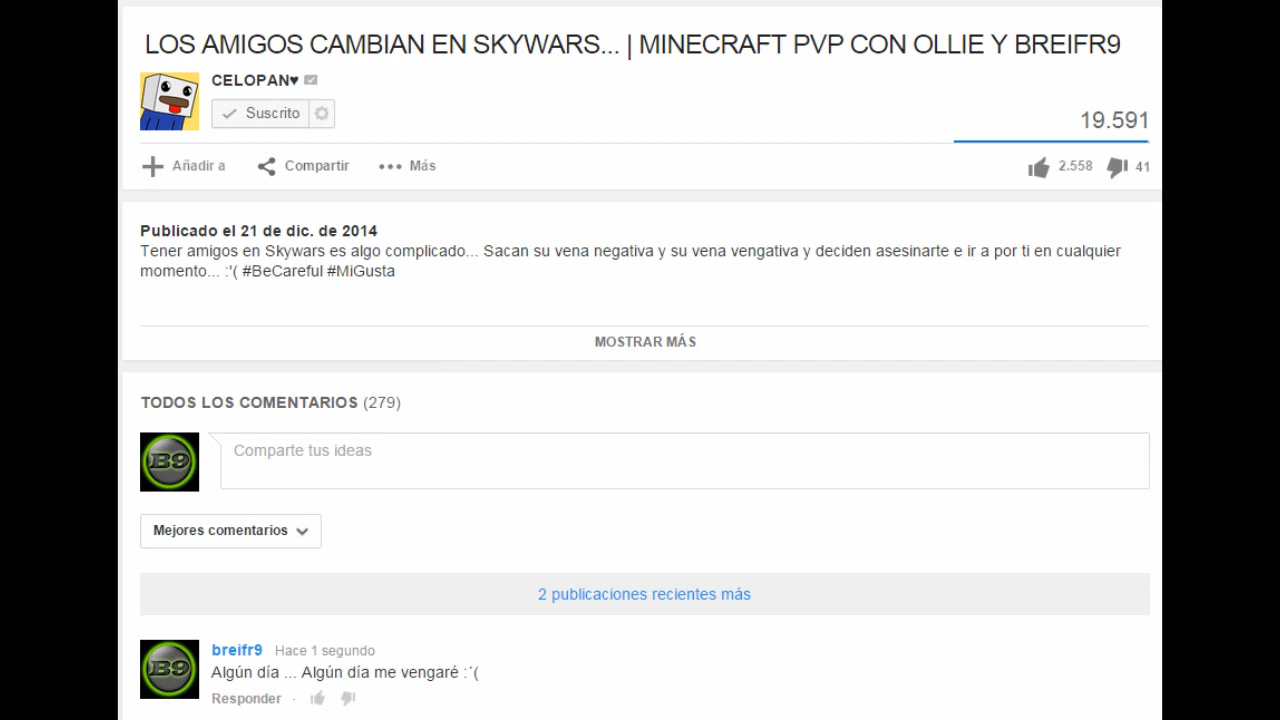 LOS AMIGOS CAMBIAN EN SKYWARS... | MINECRAFT PVP CON OLLIE Y BREIFR9
CELOPAN♥
Suscrito
19.591
Añadir a Compartir Más 2.558 41
Publicado el 21 de dic. de 2014
Tener amigos en Skywars es algo complicado... Sacan su vena negativa y su vena vengativa y deciden asesinarte e ir a por ti en cualquier
momento... :'( #BeCareful #MiGusta
MOSTRAR MÁS
TODOS LOS COMENTARIOS (279)
B9
Comparte tus ideas
Mejores comentarios
2 publicaciones recientes más
B9
breifr9 Hace 1 segundo
Algún día ... Algún día me vengaré :´(
Responder ·